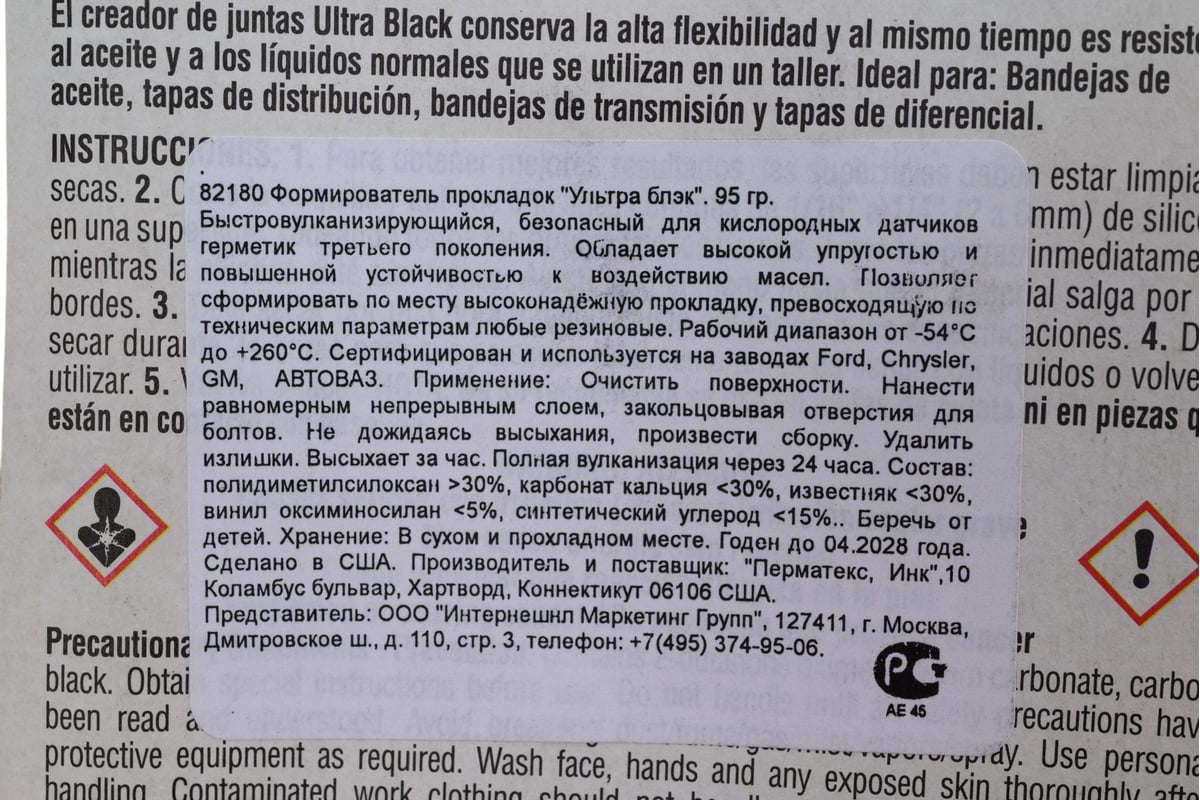 El creador de juntas Ultra Black conserva la alta flexibilidad y al mismo tiempo es
al aceite y a los líquidos normales que se utilizan en un taller. Ideal para: Bandejas de
aceite, tapas de distribución, bandejas de transmisión y tapas de diferencial.
estar limpia
secas. 2.
en una sup
mm) de
mientras
inmediatame
bordes. 3.
ial salga por
secar
aciones. 4.
utilizar. 5.
uidos o
están en co
ni en piezas
82180 Формирователь прокладок "Ультра блэк". 95 гр.
Быстровулканизирующийся, безопасный для кислородных датчиков
герметик третьего поколения. Обладает высокой упругостью и
повышенной устойчивостью к воздействию масел. Позволяет
сформировать по месту высоконадёжную прокладку, превосходящую по
техническим параметрам любые резиновые. Рабочий диапазон от -54°C
до +260°C. Сертифицирован и используется на заводах Ford, Chrysler,
GM, АВТОВАЗ. Применение: Очистить поверхности. Нанести
равномерным непрерывным слоем, закольцовывая отверстия для
болтов. Не дожидаясь высыхания, произвести сборку. Удалить
излишки. Высыхает за час. Полная вулканизация через 24 часа. Состав:
полидиметилсилоксан >30%, карбонат кальция <30%, известняк <30%,
винил оксиминосилан <5%, синтетический углерод <15%.. Беречь от
детей. Хранение: В сухом и прохладном месте. Годен до 04.2028 года.
Сделано в США. Производитель и поставщик: "Перматекс, Инк",10
Коламбус бульвар, Хартворд, Коннектикут 06106 США.
Представитель: ООО "Интернешнл Маркетинг Групп", 127411, г. Москва,
Дмитровское ш., д. 110, стр. 3, телефон: +7(495) 374-95-06.
РСТ
АЕ 45
Precautiona
black. Obtai
rbonate, carbo
been read
recautions hav
protective equipment as required. Wash face, hands and any exposed skin thoroughly
handling. Contaminated work clothing should not be